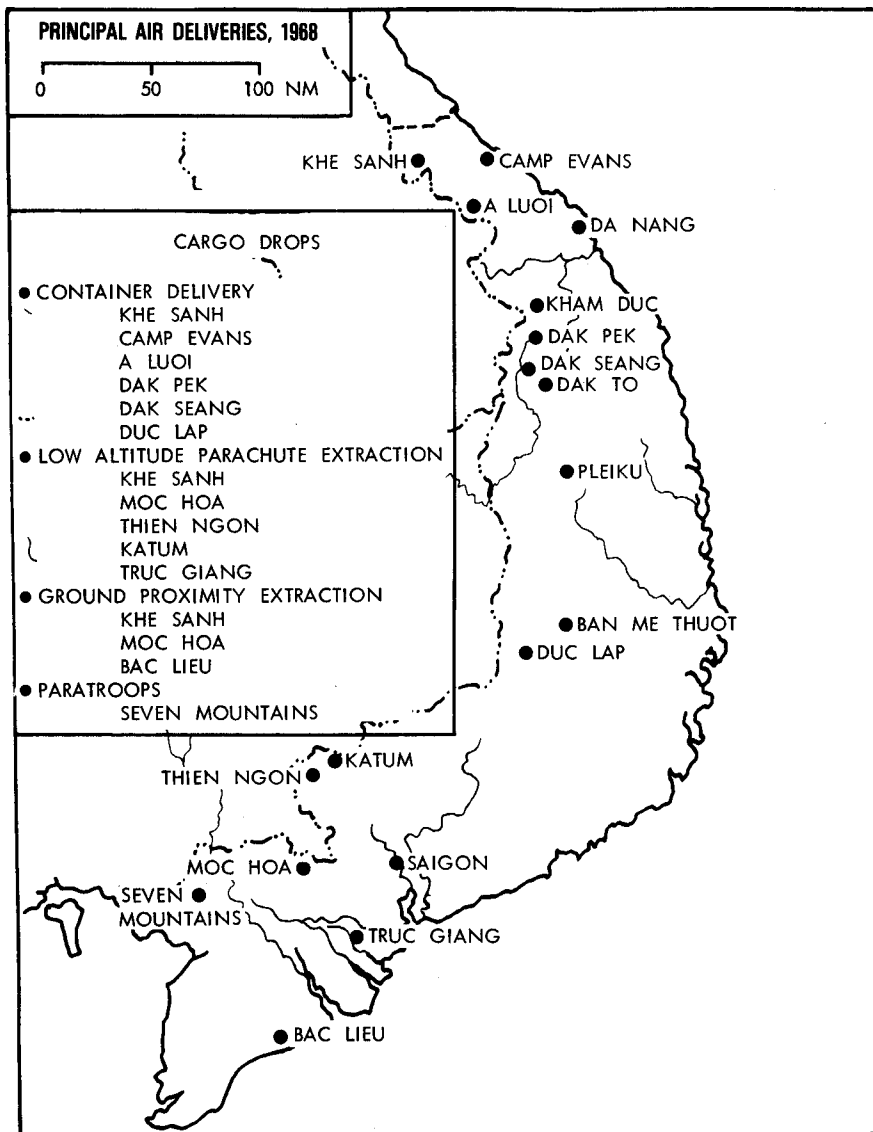 PRINCIPAL AIR DELIVERIES, 1968
0 50 100 NM
KHE SANH
CAMP EVANS
A LUOI
DA NANG
CARGO DROPS
CONTAINER DELIVERY
KHE SANH
CAMP EVANS
A LUOI
DAK PEK
DAK SEANG
DUC LAP
LOW ALTITUDE PARACHUTE EXTRACTION
KHE SANH
MOC HOA
THIEN NGON
KATUM
TRUC GIANG
GROUND PROXIMITY EXTRACTION
KHE SANH
MOC HOA
BAC LIEU
PARATROOPS
SEVEN MOUNTAINS
KHAM DUC
DAK PEK
DAK SEANG
DAK TO
PLEIKU
BAN ME THUOT
DUC LAP
KATUM
THIEN NGON
MOC HOA
SAIGON
SEVEN
MOUNTAINS
TRUC GIANG
BAC LIEU